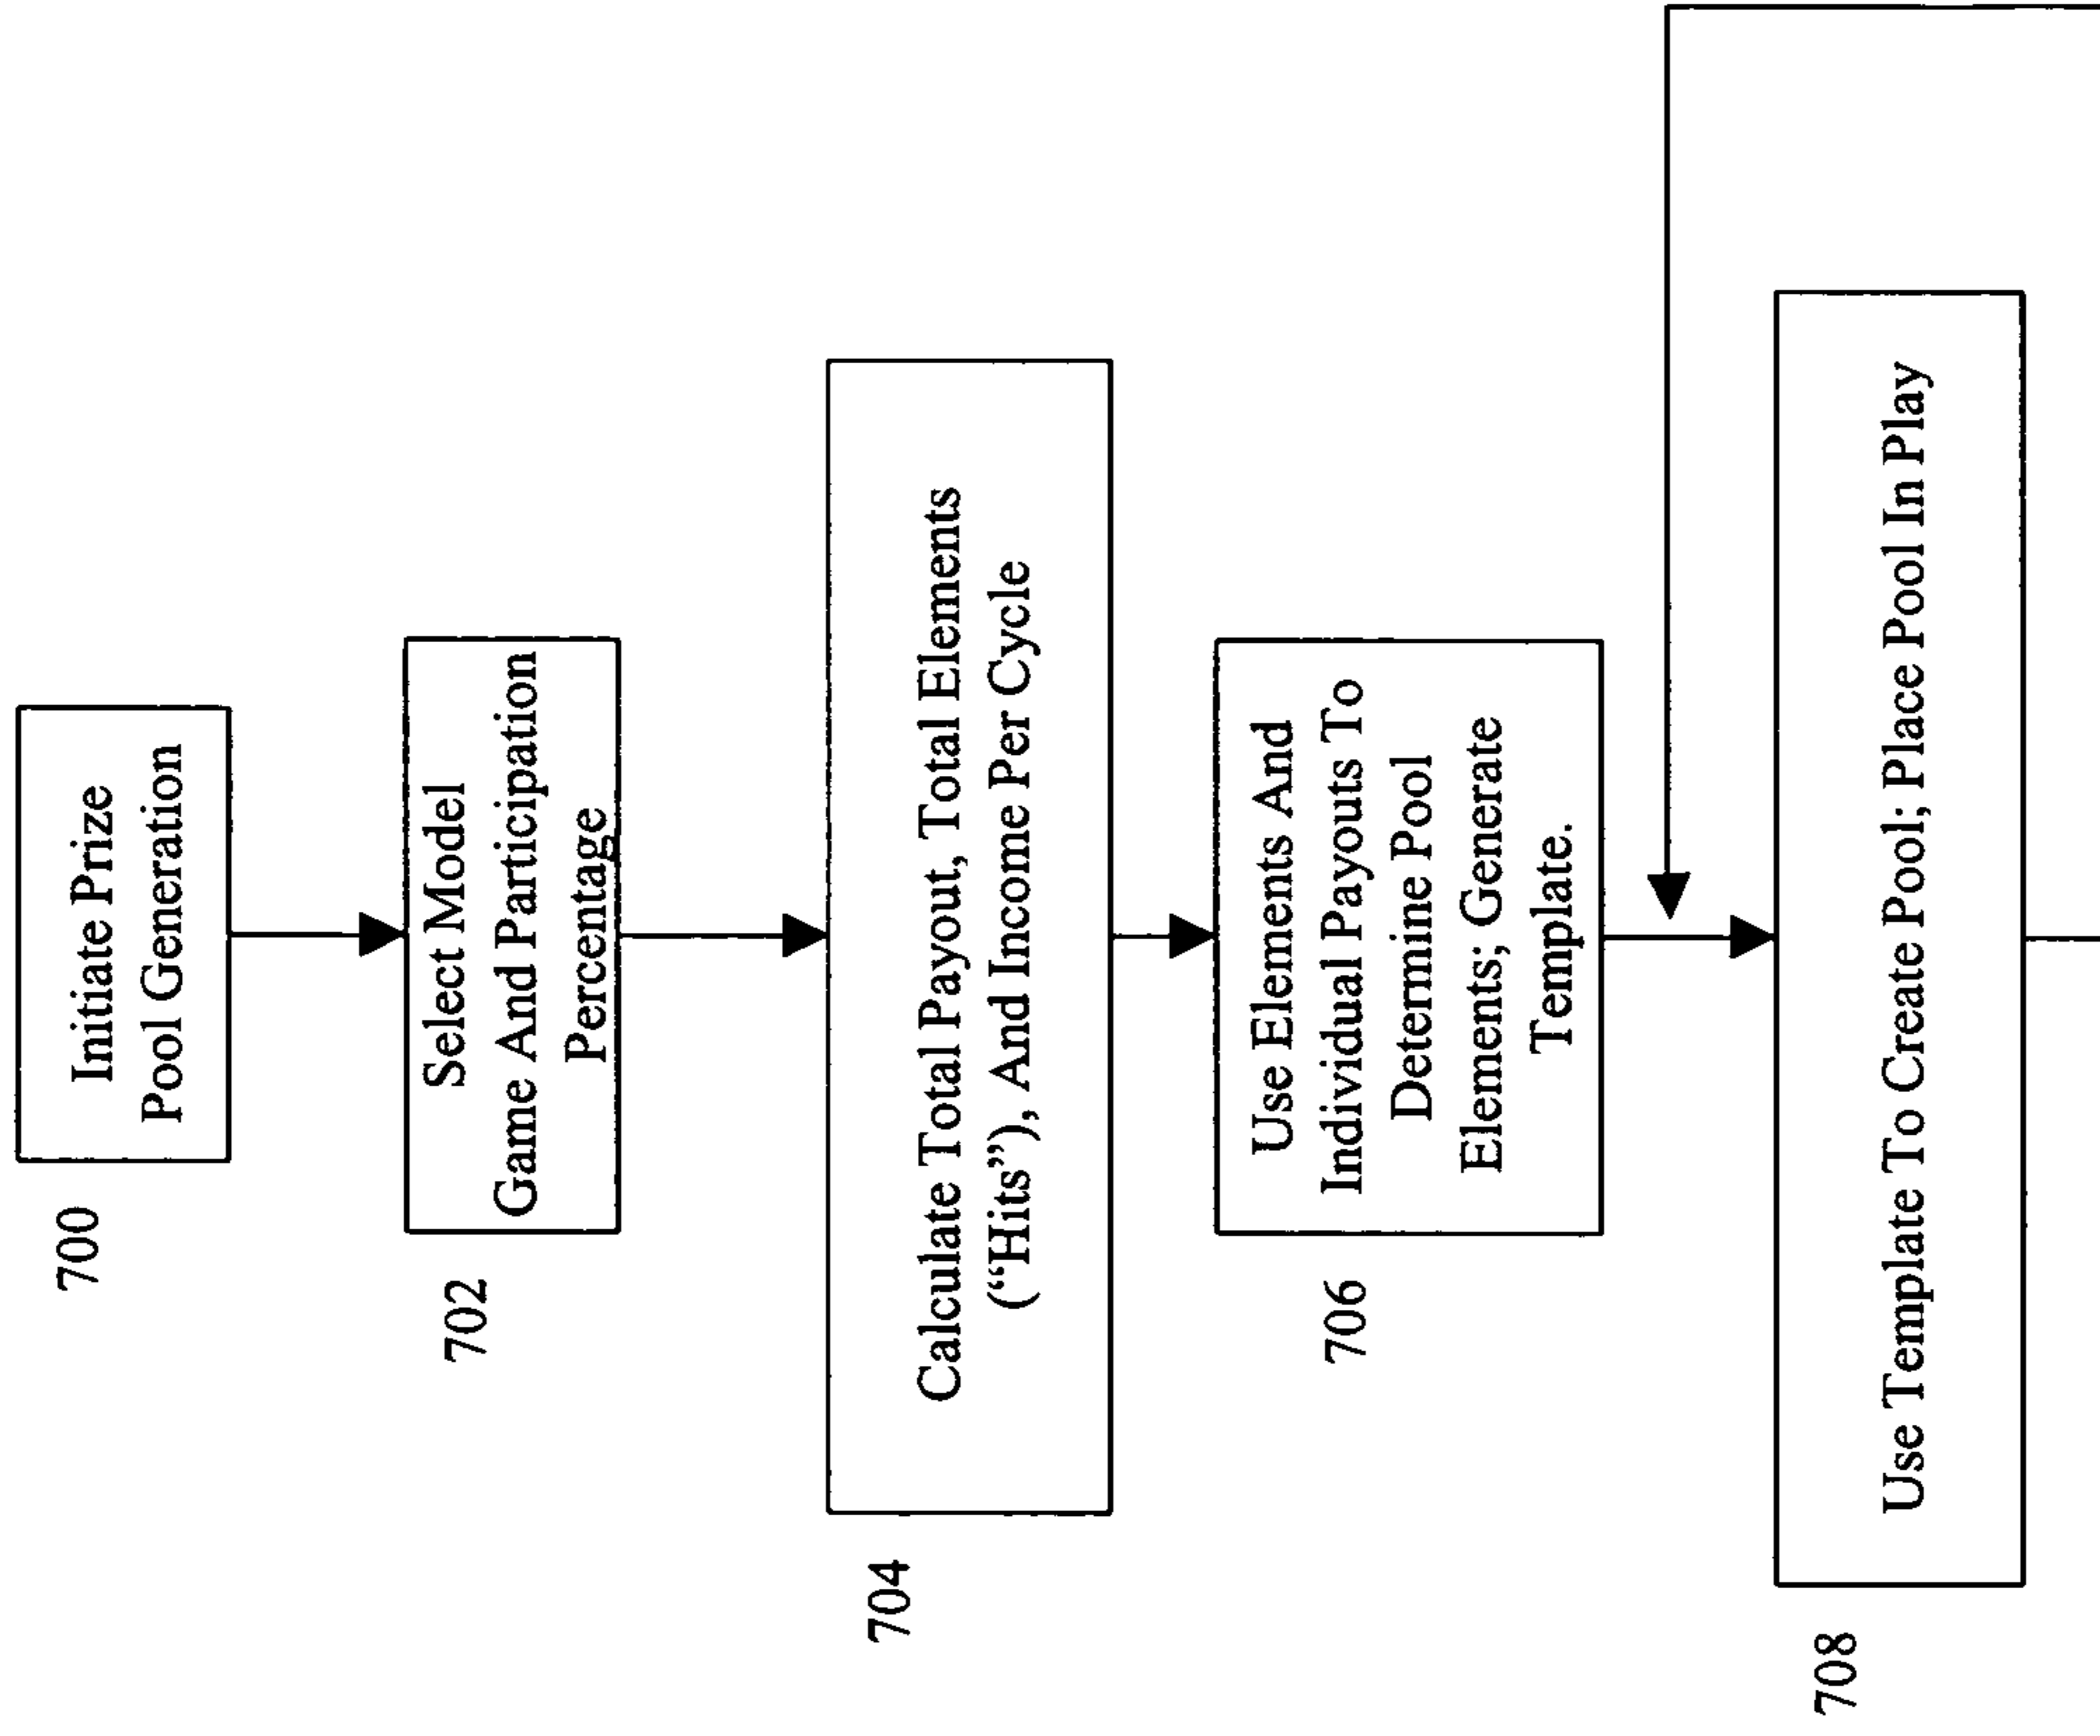 700
Initiate Prize
Pool Generation
702
Select Model
Game And Participation
Percentage
704
Calculate Total Payout, Total Elements
(“Hits”), And Income Per Cycle
706
Use Elements And
Individual Payouts To
Determine Pool
Elements; Generate
Template.
708
Use Template To Create Pool; Place Pool In Play